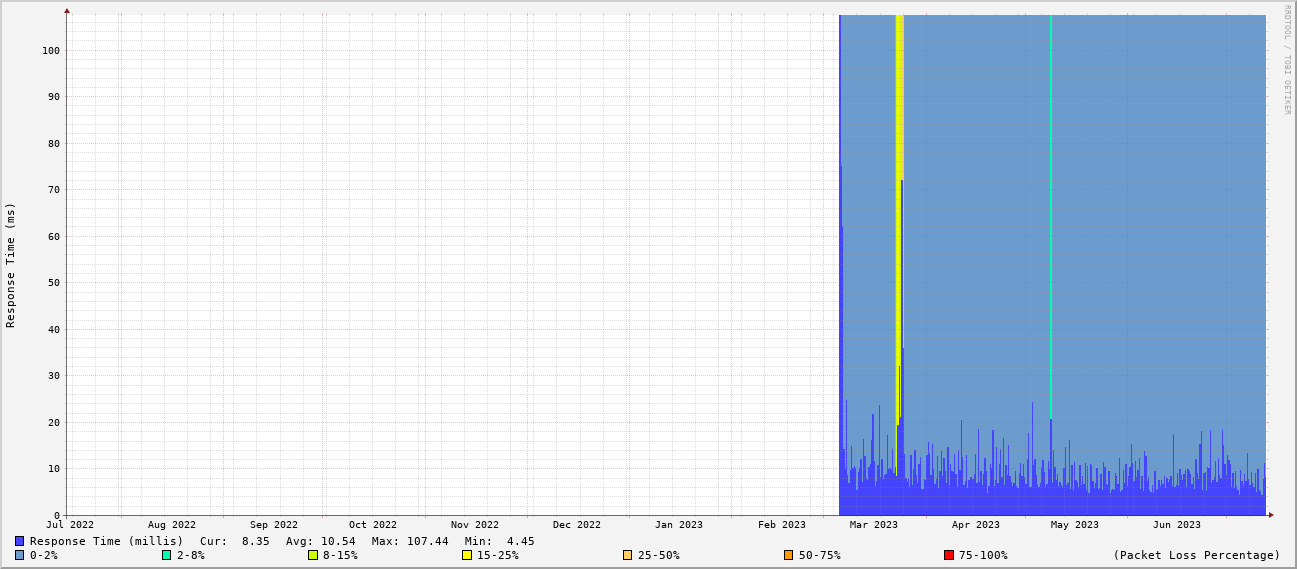 RRDTOOL / TOBI OETIKER
Response Time (ms)
100
90
80
70
60
50
40
30
20
10
0
Jul 2022 Aug 2022 Sep 2022 Oct 2022 Nov 2022 Dec 2022 Jan 2023 Feb 2023 Mar 2023 Apr 2023 May 2023 Jun 2023
Response Time (millis) Cur: 8.35 Avg: 10.54 Max: 107.44 Min: 4.45
0-2% 2-8% 8-15% 15-25% 25-50% 50-75% 75-100% (Packet Loss Percentage)